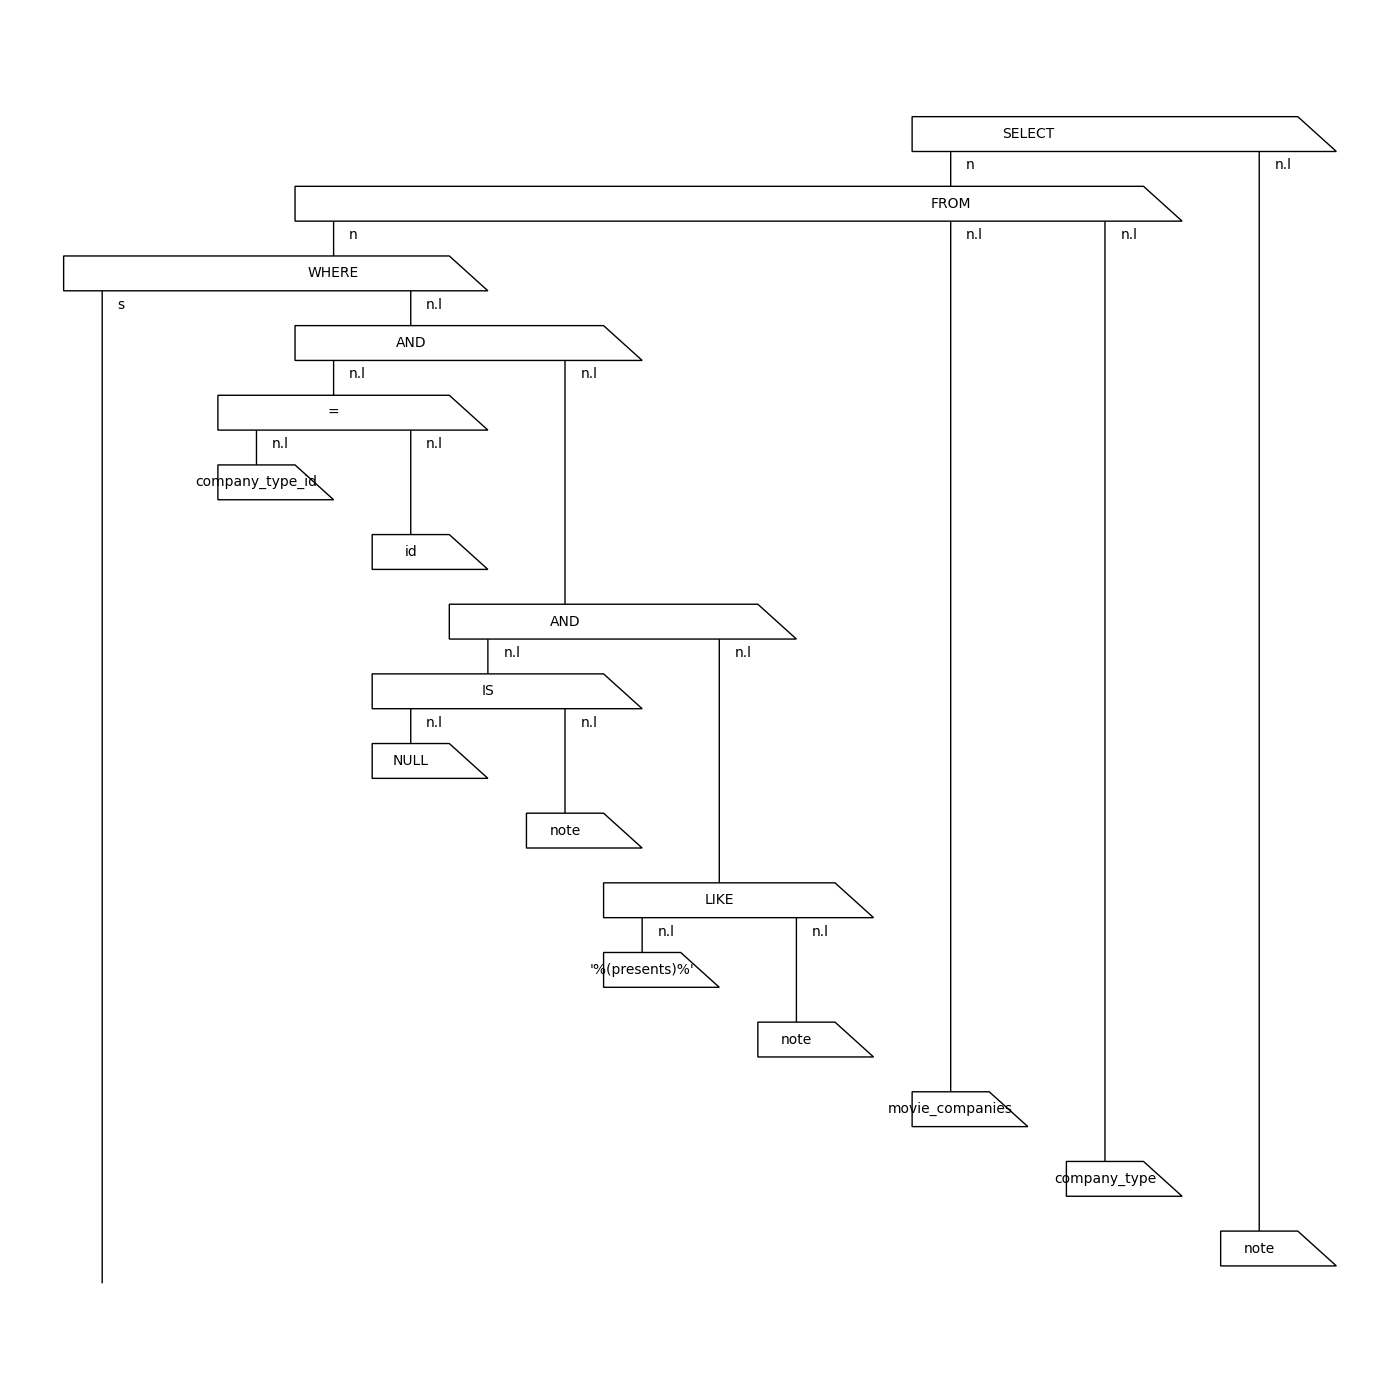 SELECT
n n.l
FROM
n n.l n.l
WHERE
s n.l
AND
n.l n.l
=
n.l n.l
company_type_id
id
AND
n.l n.l
IS
n.l n.l
NULL
note
LIKE
n.l n.l
'%(presents)%'
note
movie_companies
company_type
note